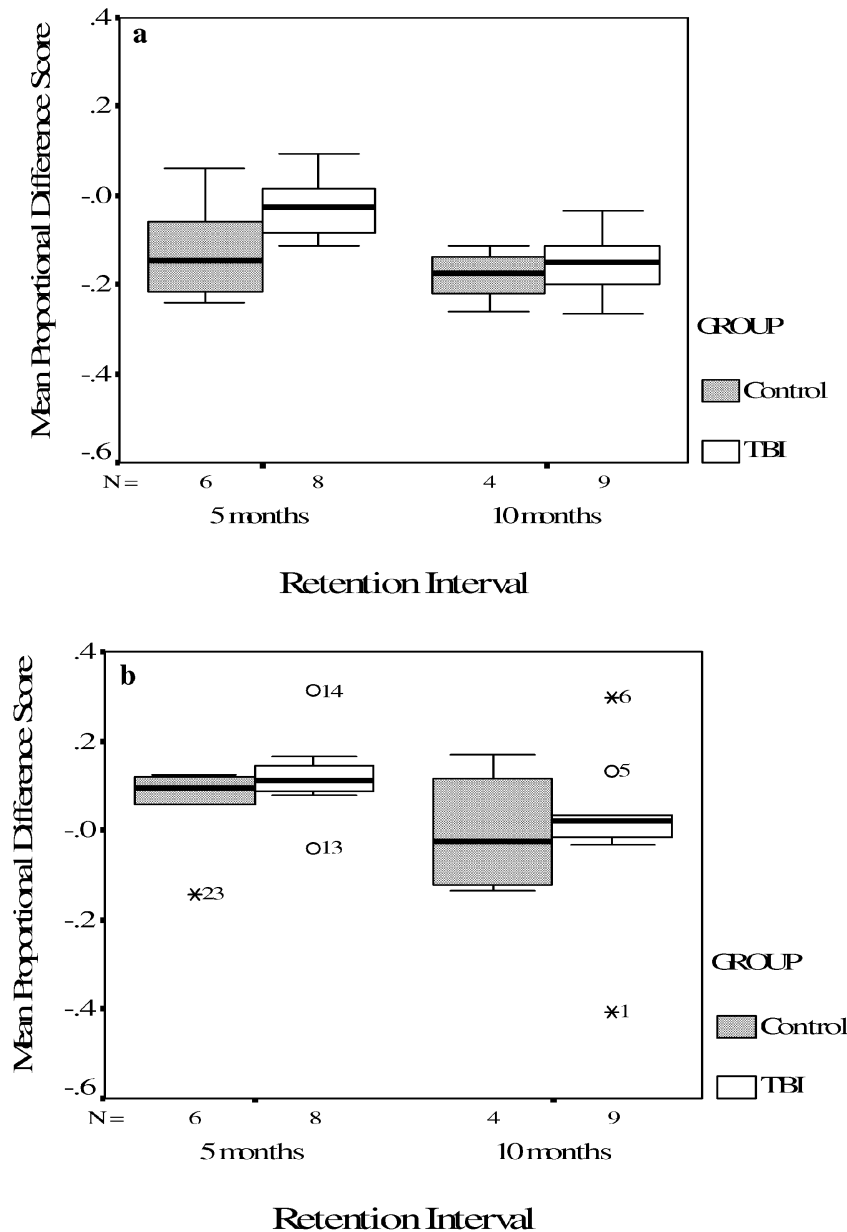 a
Mean Proportional Difference Score
.4
.2
-.0
-.2
-.4
-.6
GROUP
Control
TBI
N= 6 8 4 9
5 months 10 months
Retention Interval
b
Mean Proportional Difference Score
.4
.2
-.0
-.2
-.4
-.6
14
13
23
6
5
1
GROUP
Control
TBI
N= 6 8 4 9
5 months 10 months
Retention Interval